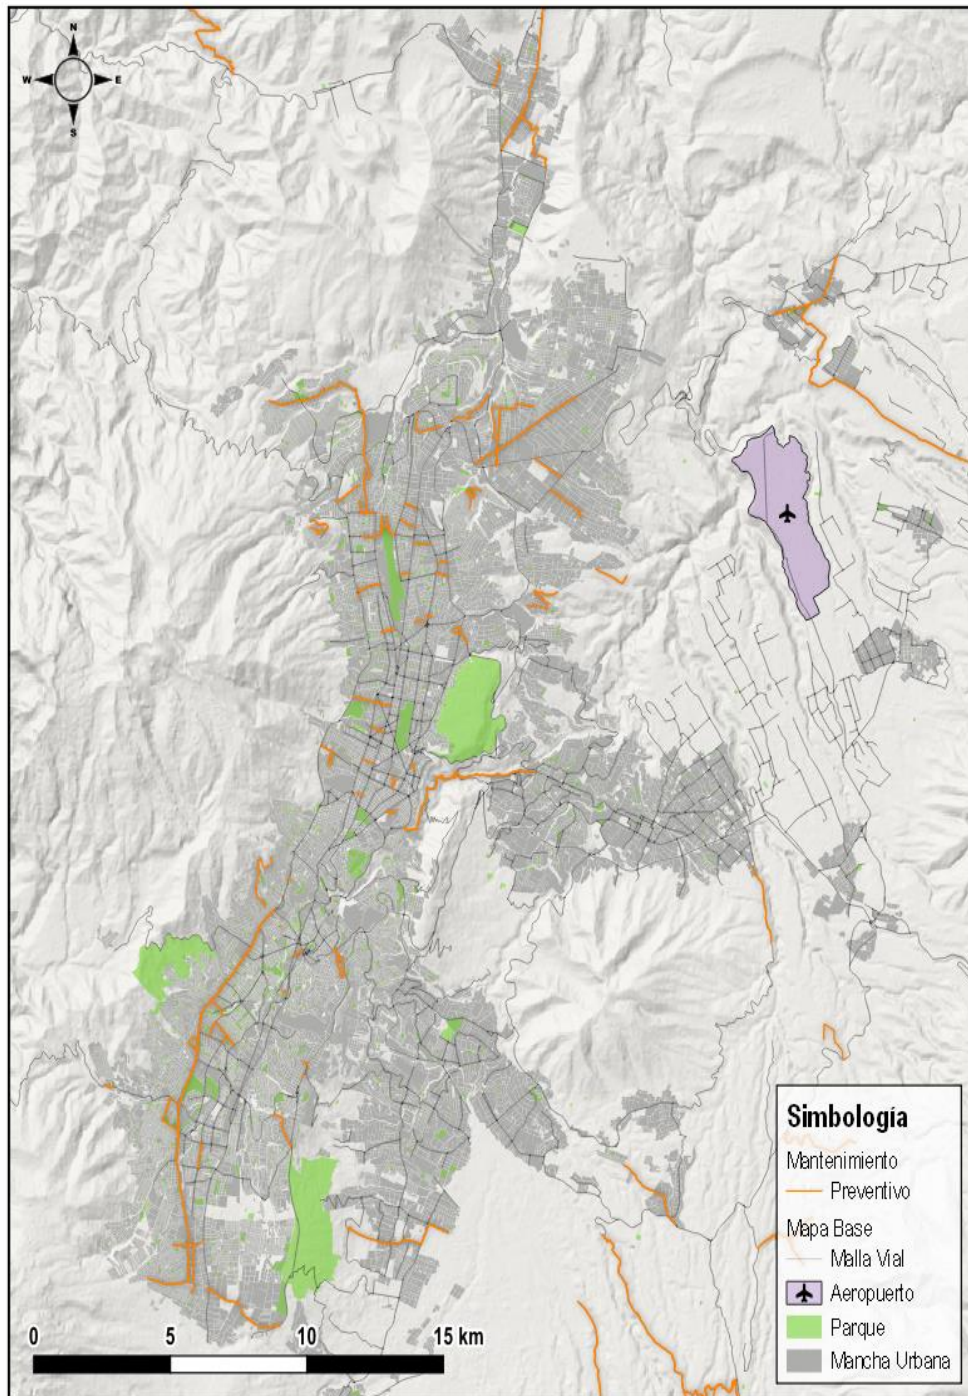 N
W E
S
Simbología
Mantenimiento
Preventivo
Mapa Base
Malla Vial
Aeropuerto
Parque
Mancha Urbana
0 5 10 15 km